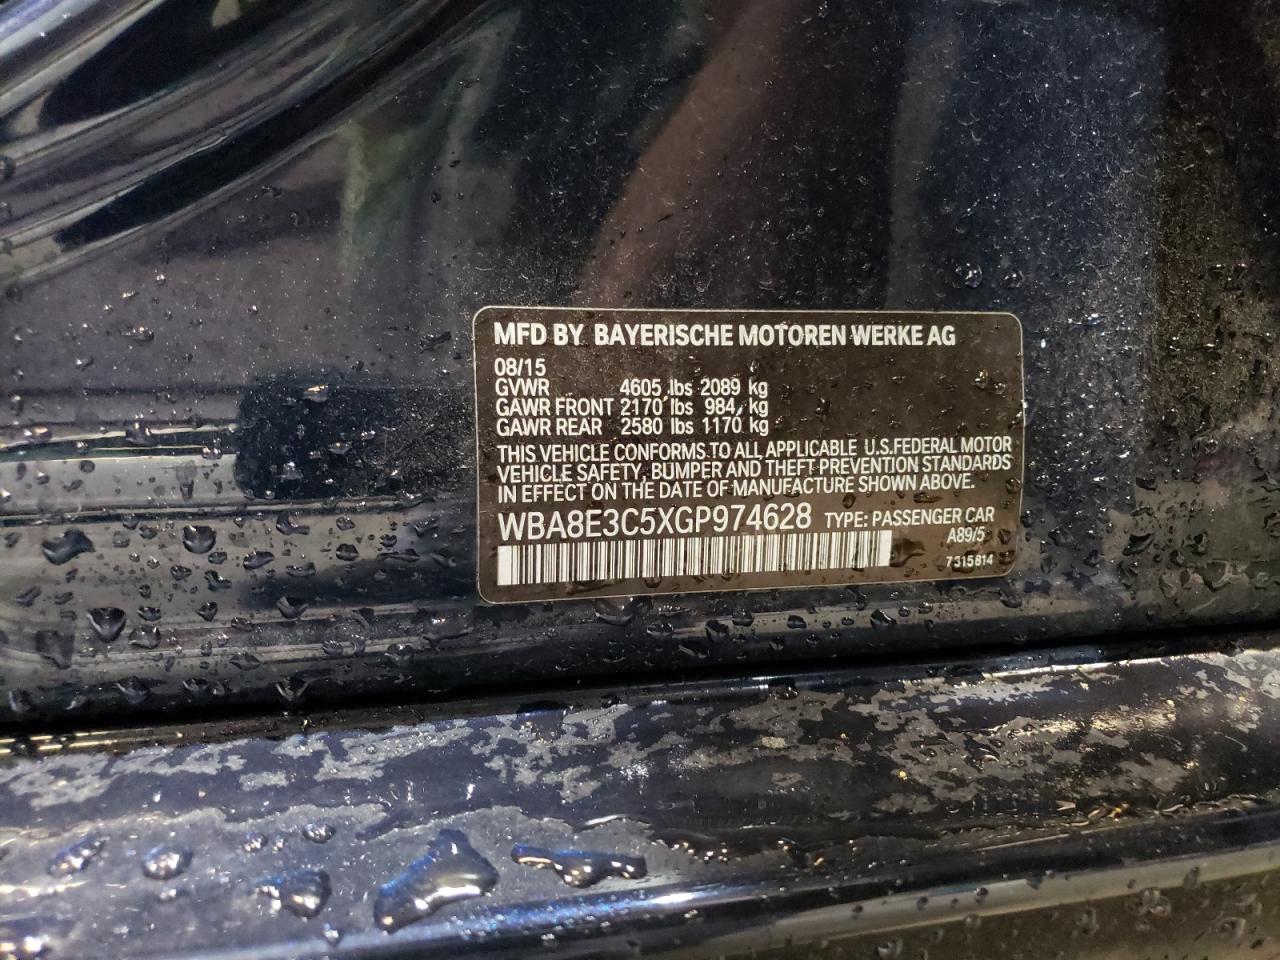 MFD BY BAYERISCHE MOTOREN WERKE AG
08/15
GVWR 4605 lbs 2089 kg
GAWR FRONT 2170 lbs 984 kg
GAWR REAR 2580 lbs 1170 kg
THIS VEHICLE CONFORMS TO ALL APPLICABLE U.S.FEDERAL MOTOR
VEHICLE SAFETY, BUMPER AND THEFT PREVENTION STANDARDS
IN EFFECT ON THE DATE OF MANUFACTURE SHOWN ABOVE.
WBA8E3C5XGP974628 TYPE: PASSENGER CAR
A89/5
7315814